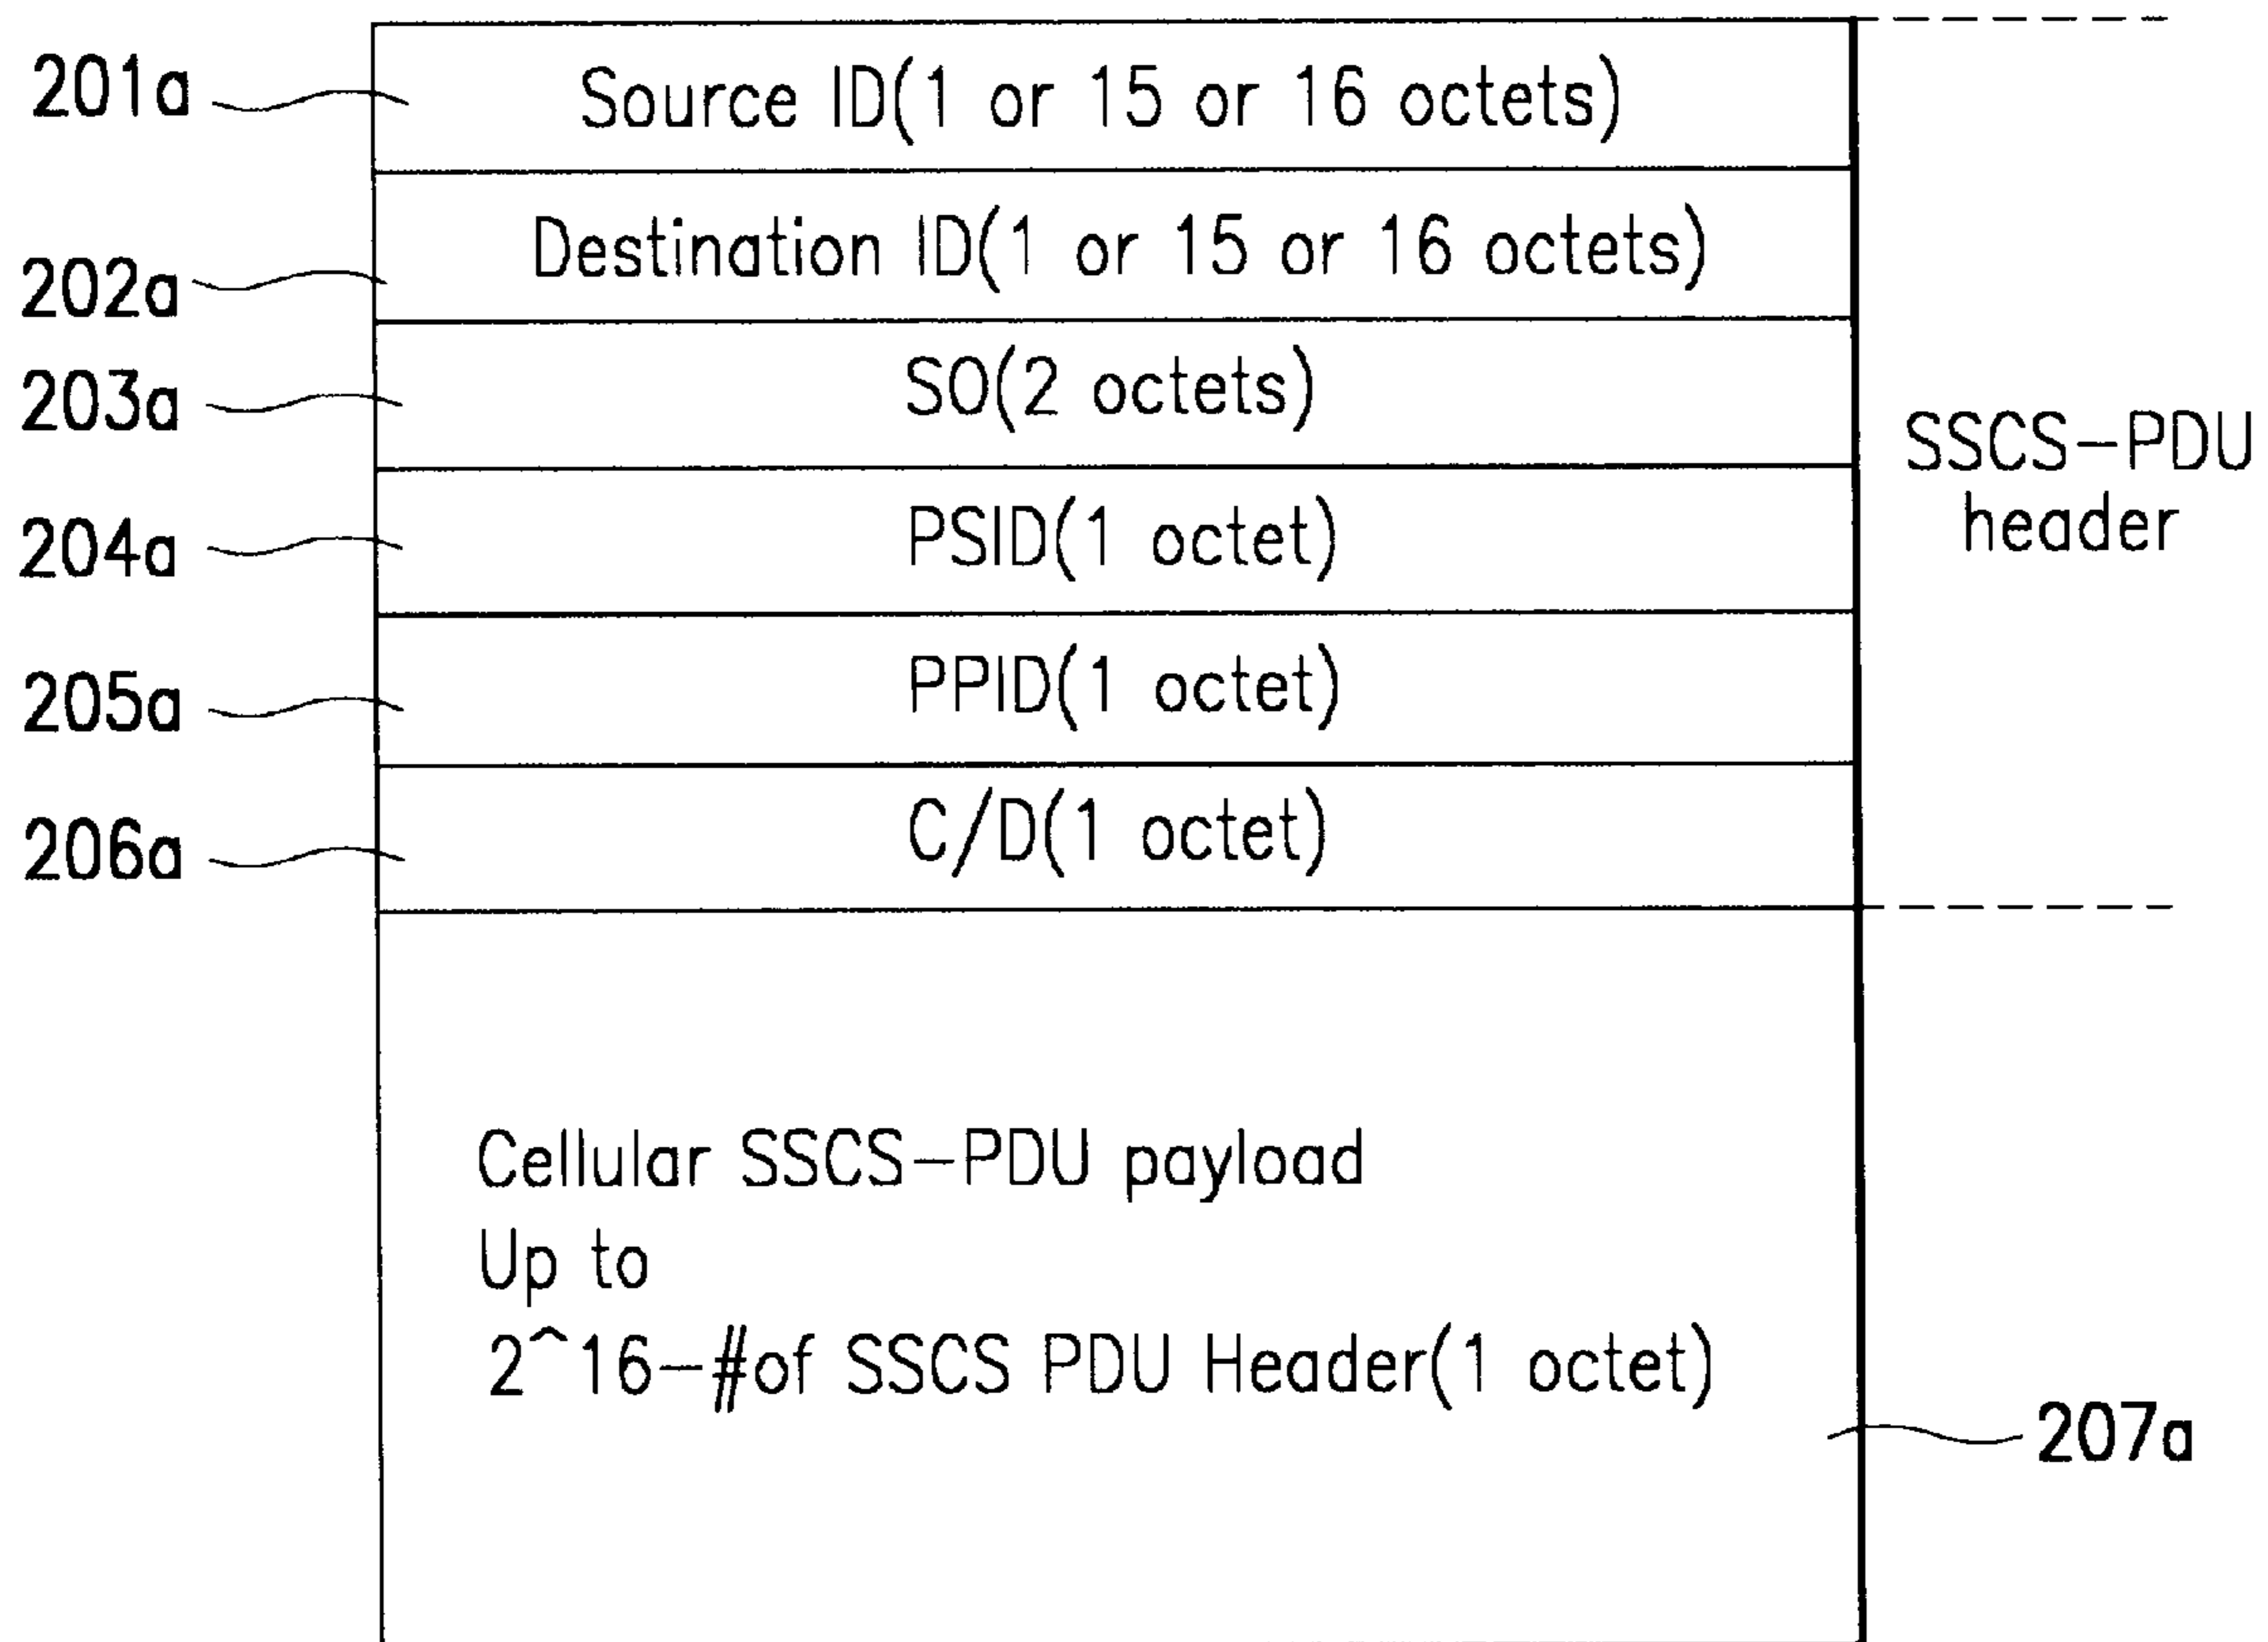 201a
Source ID(1 or 15 or 16 octets)
202a
Destination ID(1 or 15 or 16 octets)
203a
SO(2 octets)
SSCS-PDU
header
204a
PSID(1 octet)
205a
PPID(1 octet)
206a
C/D(1 octet)
Cellular SSCS-PDU payload
Up to
2^16-#of SSCS PDU Header(1 octet)
207a